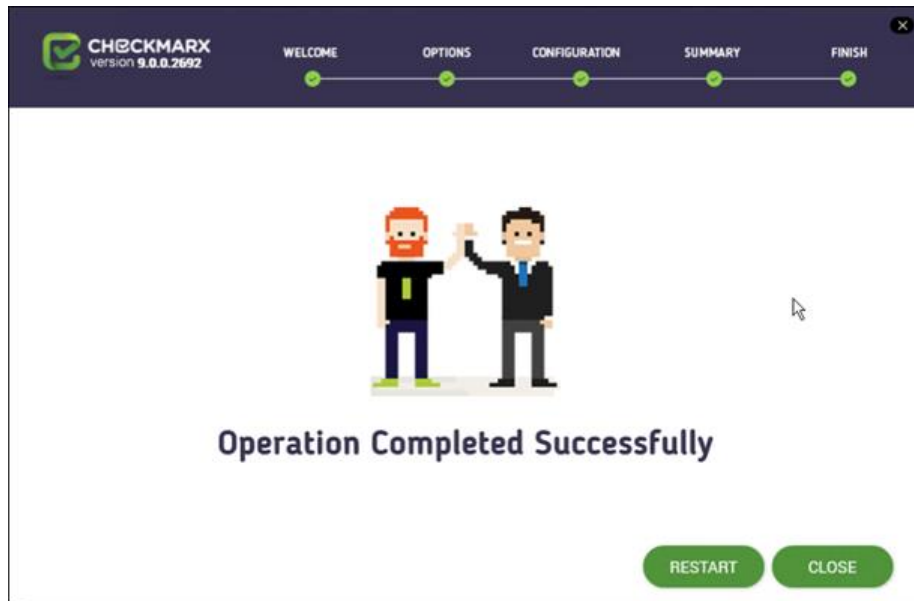 CHECKMARX
version 9.0.0.2692
WELCOME
OPTIONS
CONFIGURATION
SUMMARY
FINISH
Operation Completed Successfully
RESTART
CLOSE